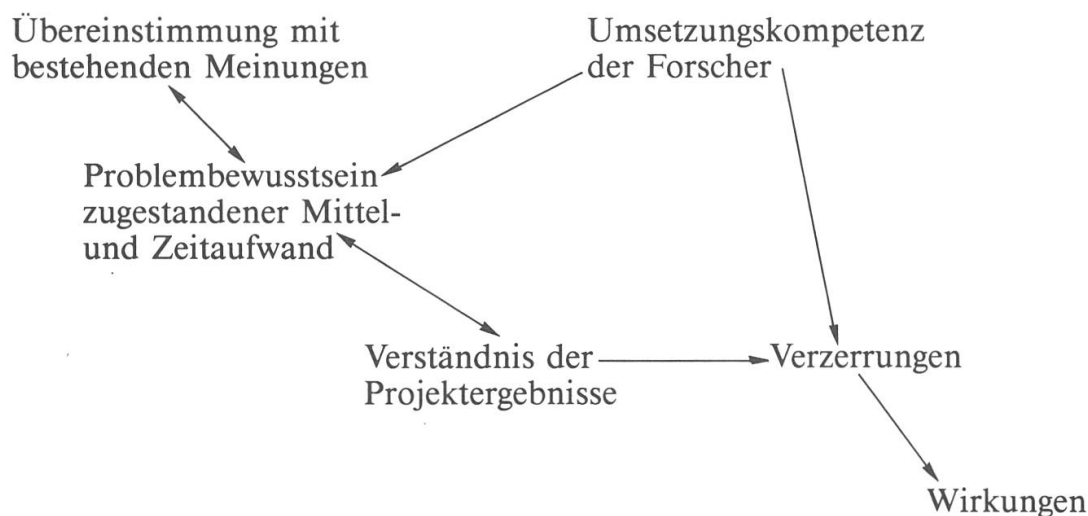 Übereinstimmung mit
bestehenden Meinungen
Umsetzungskompetenz
der Forscher
Problembewusstsein
zugestandener Mittel-
und Zeitaufwand
Verständnis der
Projektergebnisse
Verzerrungen
Wirkungen